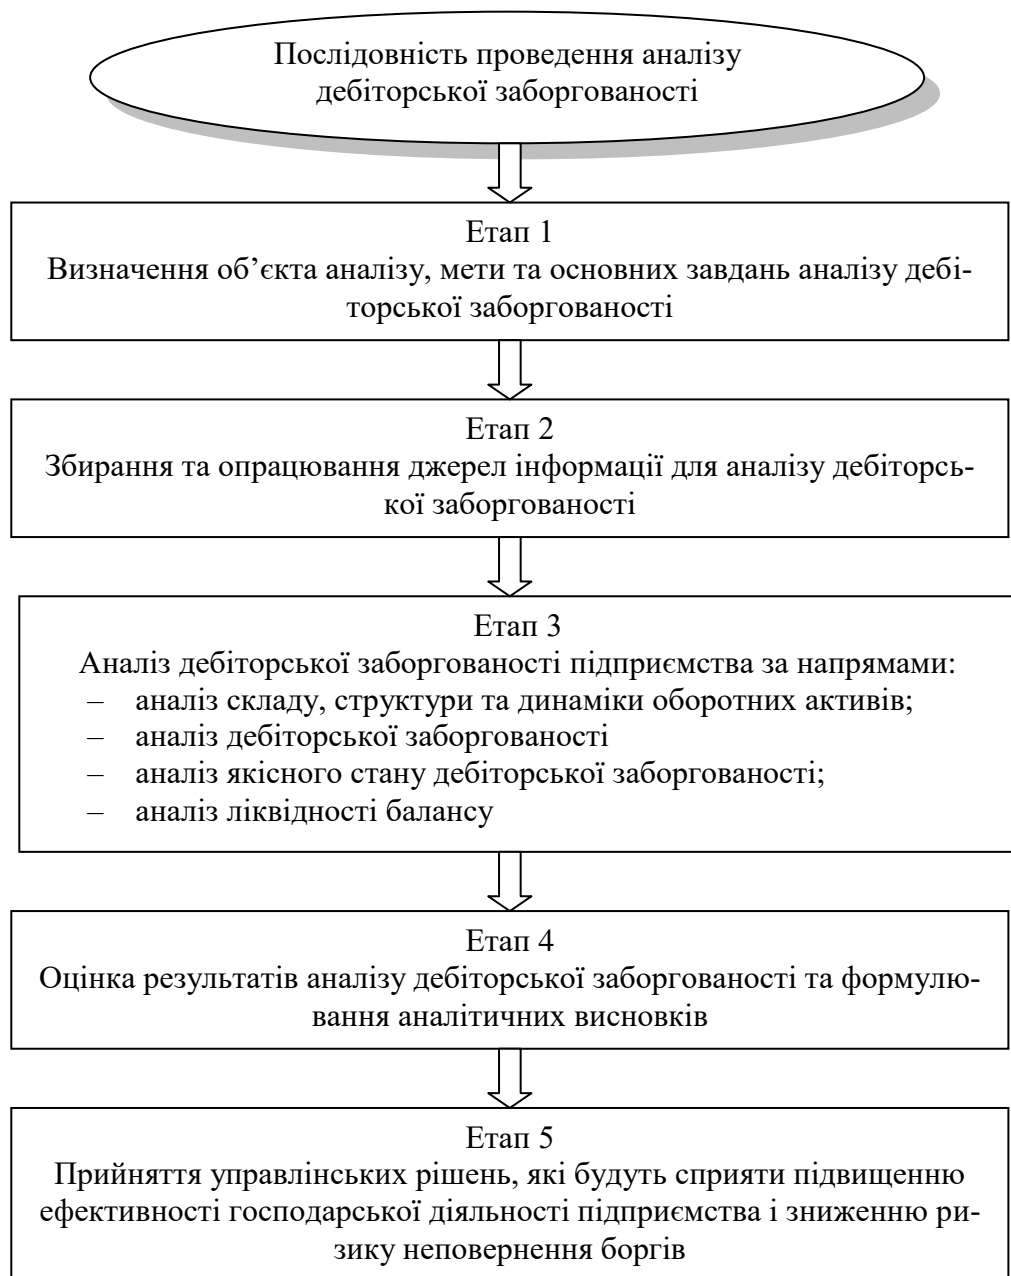 Послідовність проведення аналізу
дебіторської заборгованості
Етап 1
Визначення об’єкта аналізу, мети та основних завдань аналізу дебі-
торської заборгованості
Етап 2
Збирання та опрацювання джерел інформації для аналізу дебіторсь-
кої заборгованості
Етап 3
Аналіз дебіторської заборгованості підприємства за напрямами:
– аналіз складу, структури та динаміки оборотних активів;
– аналіз дебіторської заборгованості
– аналіз якісного стану дебіторської заборгованості;
– аналіз ліквідності балансу
Етап 4
Оцінка результатів аналізу дебіторської заборгованості та формулю-
вання аналітичних висновків
Етап 5
Прийняття управлінських рішень, які будуть сприяти підвищенню
ефективності господарської діяльності підприємства і зниженню ри-
зику неповернення боргів